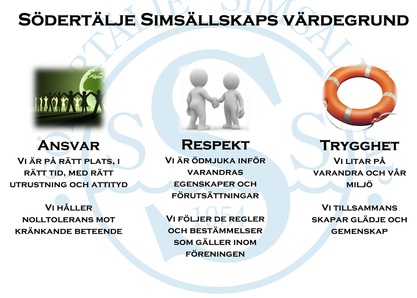 Södertälje Simsällskaps värdegrund
Ansvar
Vi är på rätt plats, i
rätt tid, med rätt
utrustning och attityd
Vi håller
nolltolerans mot
kränkande beteende
Respekt
Vi är ödmjuka inför
varandras
egenskaper och
förutsättningar
Vi följer de regler
och bestämmelser
som gäller inom
föreningen
Trygghet
Vi litar på
varandra och vår
miljö
Vi tillsammans
skapar glädje och
gemenskap